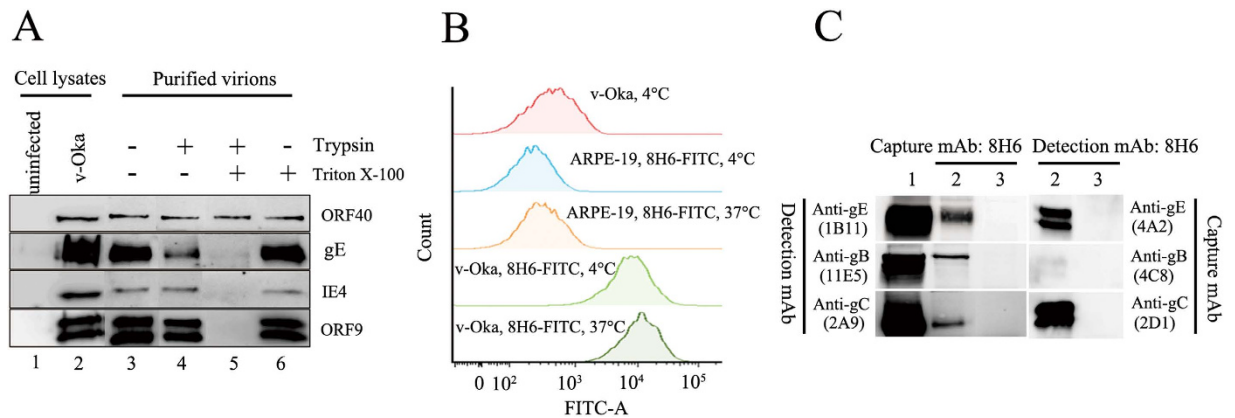 A
Cell lysates
Purified virions
uninfected
v-Oka
- + + - Trypsin
- - + + Triton X-100
ORF40
gE
IE4
ORF9
1 2 3 4 5 6
B
v-Oka, 4°C
ARPE-19, 8H6-FITC, 4°C
ARPE-19, 8H6-FITC, 37°C
v-Oka, 8H6-FITC, 4°C
v-Oka, 8H6-FITC, 37°C
Count
0 10² 10³ 10⁴ 10⁵
FITC-A
C
Capture mAb: 8H6
Detection mAb: 8H6
1 2 3
2 3
Detection mAb
Anti-gE
(1B11)
Anti-gB
(11E5)
Anti-gC
(2A9)
Anti-gE
(4A2)
Anti-gB
(4C8)
Anti-gC
(2D1)
Capture mAb